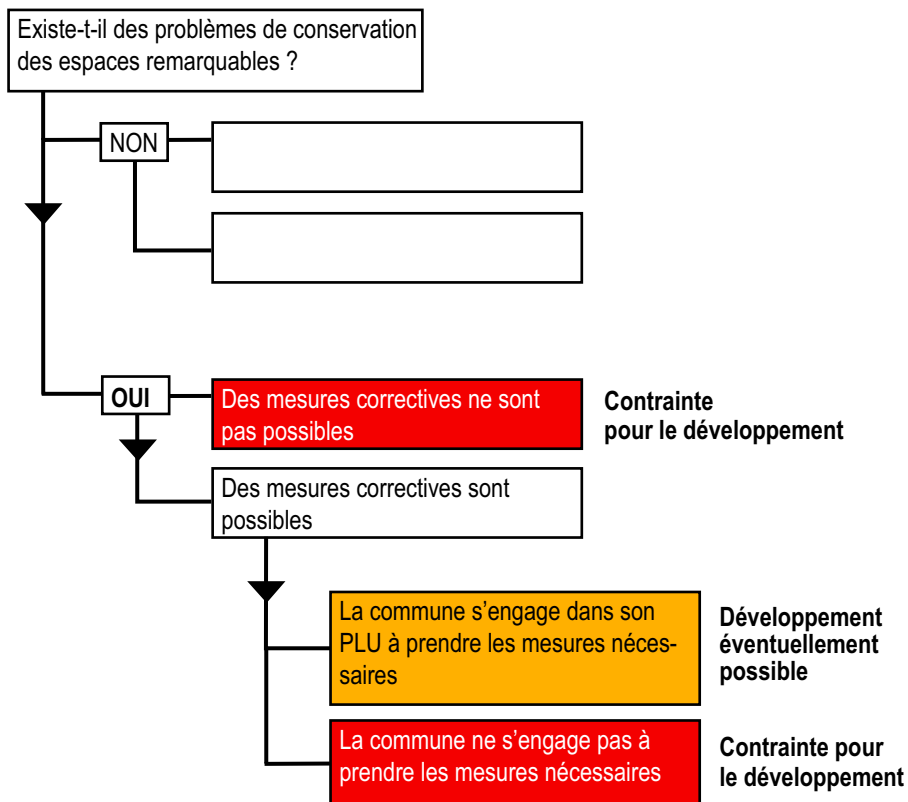 Existe-t-il des problèmes de conservation
des espaces remarquables ?
NON
OUI
Des mesures correctives ne sont
pas possibles
Contrainte
pour le développement
Des mesures correctives sont
possibles
La commune s’engage dans son
PLU à prendre les mesures néces-
saires
Développement
éventuellement
possible
La commune ne s’engage pas à
prendre les mesures nécessaires
Contrainte pour
le développement